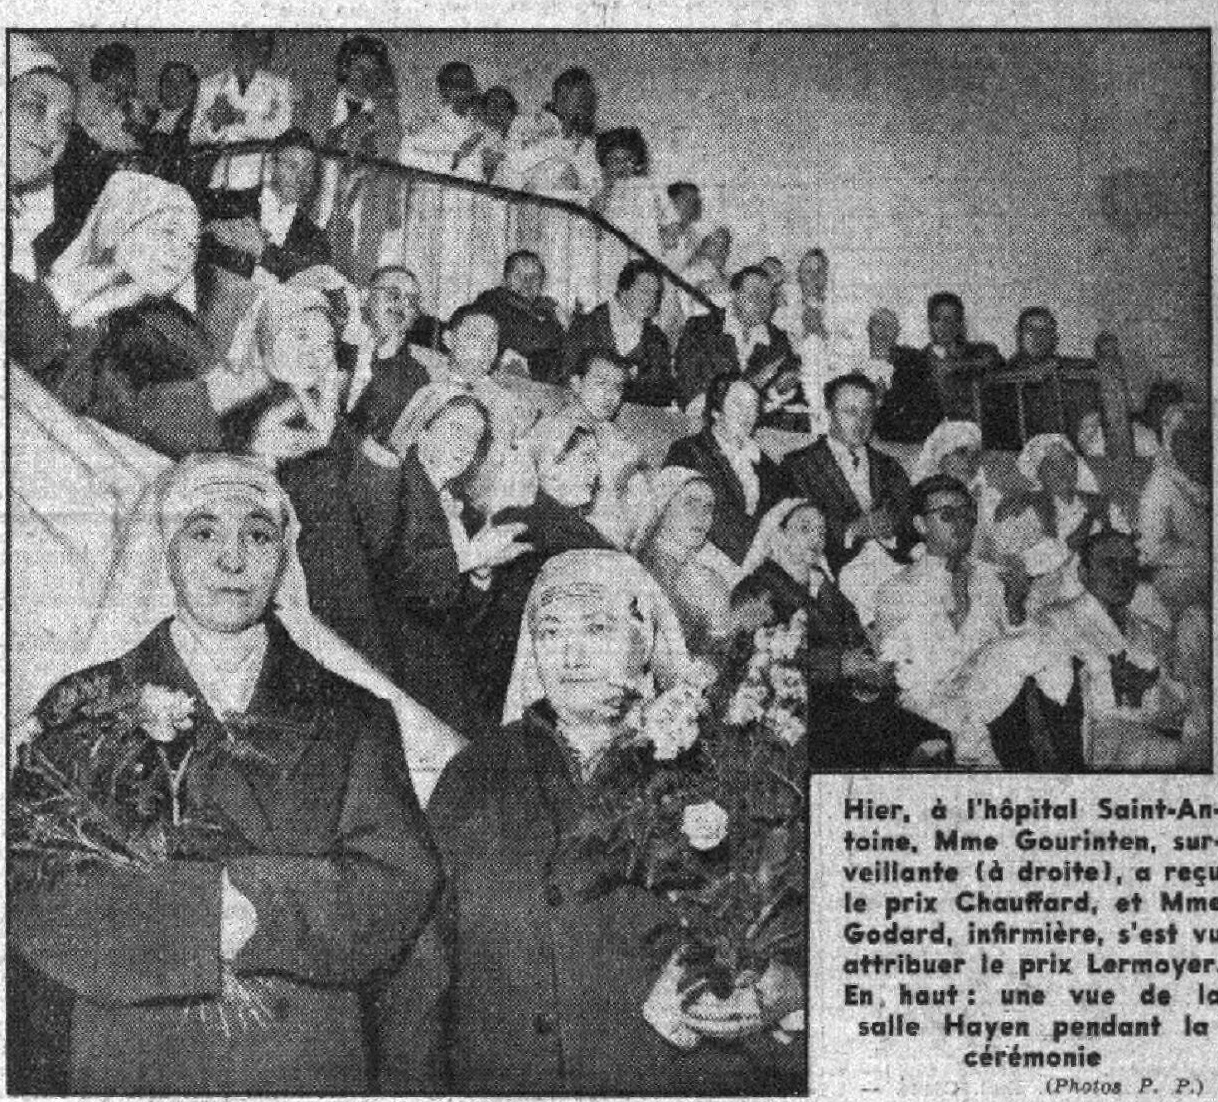 Hier, à l'hôpital Saint-An-
toine, Mme Gourinten, sur-
veillante (à droite), a reçu
le prix Chauffard, et Mme
Godard, infirmière, s'est vu
attribuer le prix Lermoyer.
En haut : une vue de la
salle Hayen pendant la
cérémonie
(Photos P. P.)